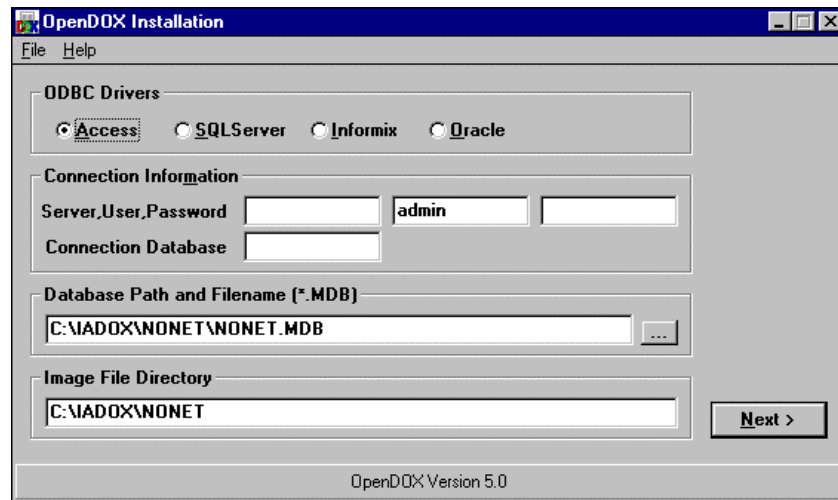 OpenDOX Installation
File Help
ODBC Drivers
Access SQLServer Informix Oracle
Connection Information
Server,User,Password admin
Connection Database
Database Path and Filename (*.MDB)
C:\IADOX\NONET\NONET.MDB ...
Image File Directory
C:\IADOX\NONET
Next >
OpenDOX Version 5.0